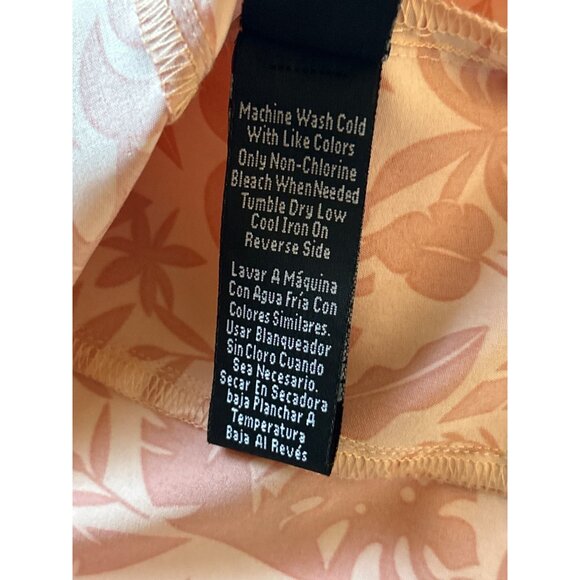 Machine Wash Cold
With Like Colors
Only Non-Chlorine
Bleach When Needed
Tumble Dry Low
Cool Iron On
Reverse Side
Lavar A Máquina
Con Agua Fría Con
Colores Similares.
Usar Blanqueador
Sin Cloro Cuando
Sea Necesario.
Secar En Secadora
baja Planchar A
Temperatura
Baja Al Revés